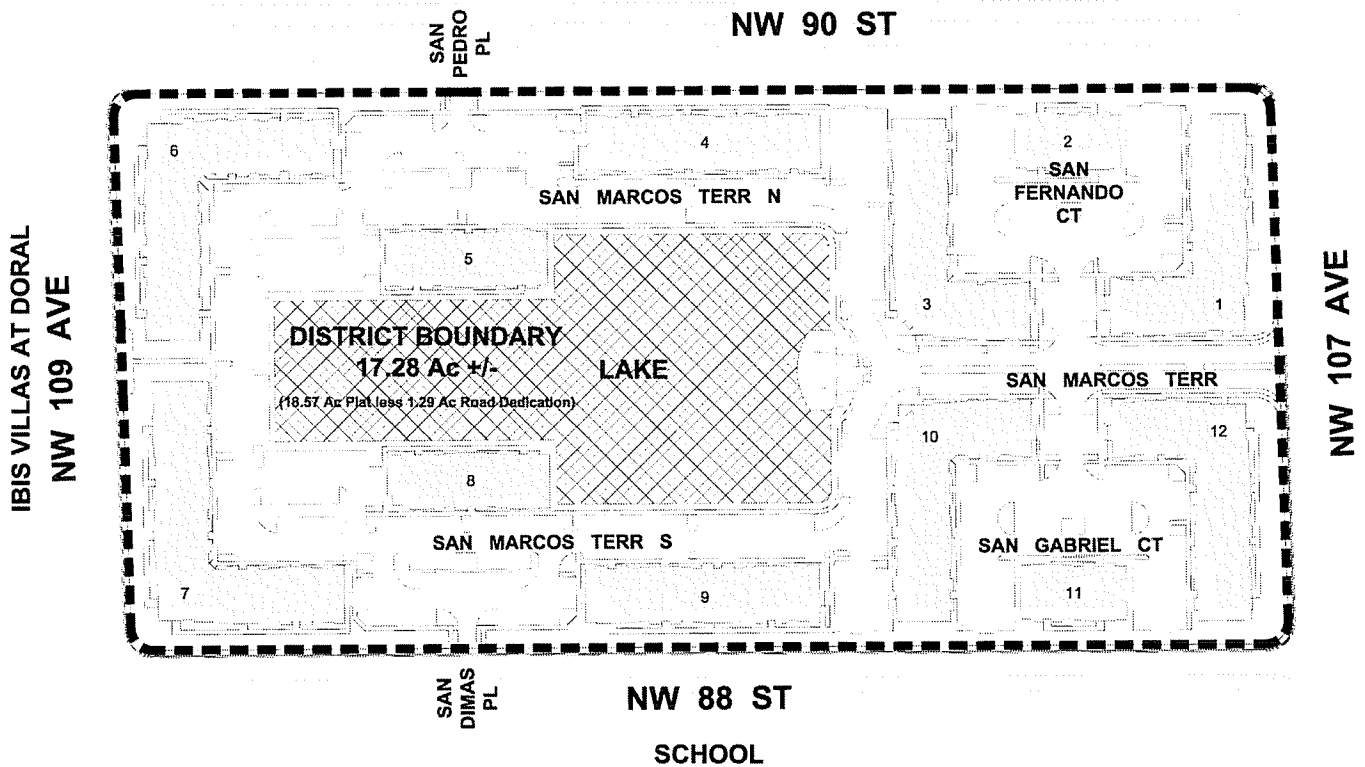 NW 90 ST
SAN
PEDRO
PL
6
4
2
SAN
FERNANDO
CT
SAN MARCOS TERR N
5
3
1
IBIS VILLAS AT DORAL
NW 109 AVE
DISTRICT BOUNDARY
17.28 Ac +/-
(18.57 Ac Plat less 1.29 Ac Road Dedication)
LAKE
SAN MARCOS TERR
NW 107 AVE
10
12
8
SAN MARCOS TERR S
SAN GABRIEL CT
7
9
11
SAN
DIMAS
PL
NW 88 ST
SCHOOL